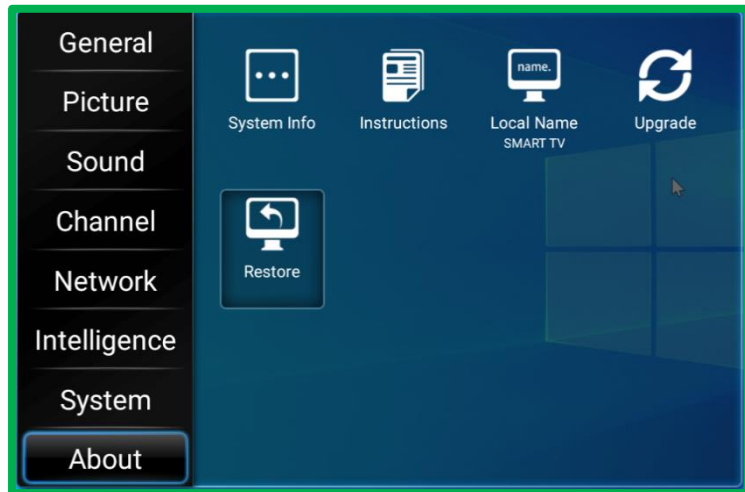 General
Picture
Sound
Channel
Network
Intelligence
System
About
System Info
Instructions
name.
Local Name
SMART TV
Upgrade
Restore